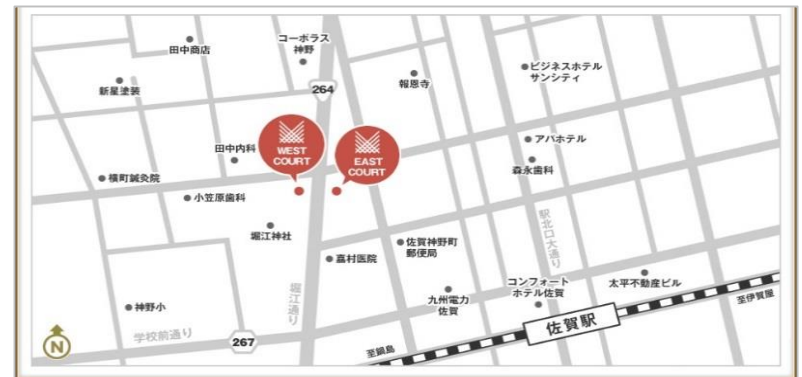 田中商店
コーポラス
神野
新星塗装
264
報恩寺
ビジネスホテル
サンシティ
田中内科
WEST
COURT
EAST
COURT
アパホテル
森永歯科
横町鍼灸院
小笠原歯科
堀江神社
嘉村医院
佐賀神野町
郵便局
駅北口大通り
堀江通り
神野小
九州電力
佐賀
コンフォート
ホテル佐賀
太平不動産ビル
至伊賀屋
佐賀駅
学校前通り
267
至鍋島
N